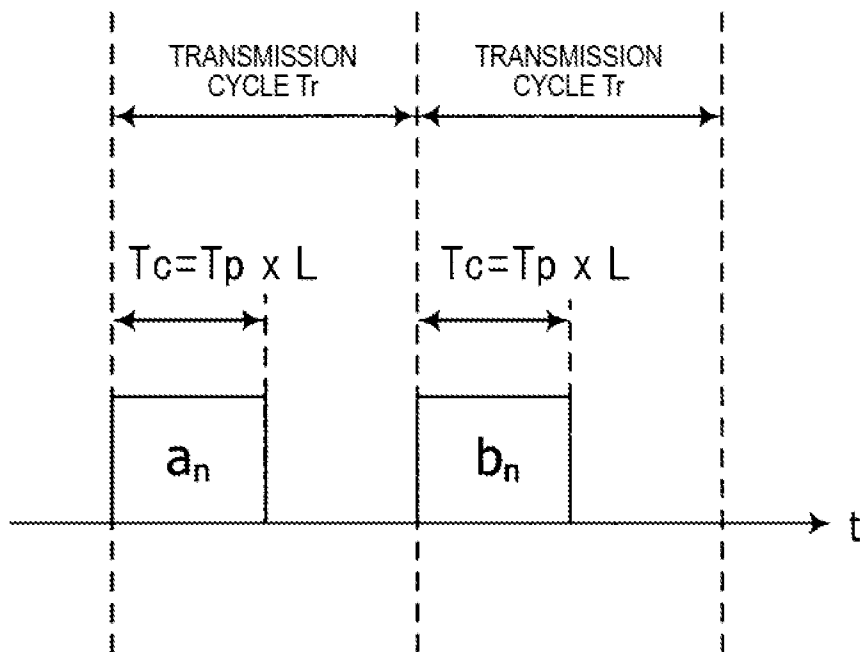 TRANSMISSION TRANSMISSION
CYCLE Tr CYCLE Tr
Tc=Tp x L Tc=Tp x L
an bn
t